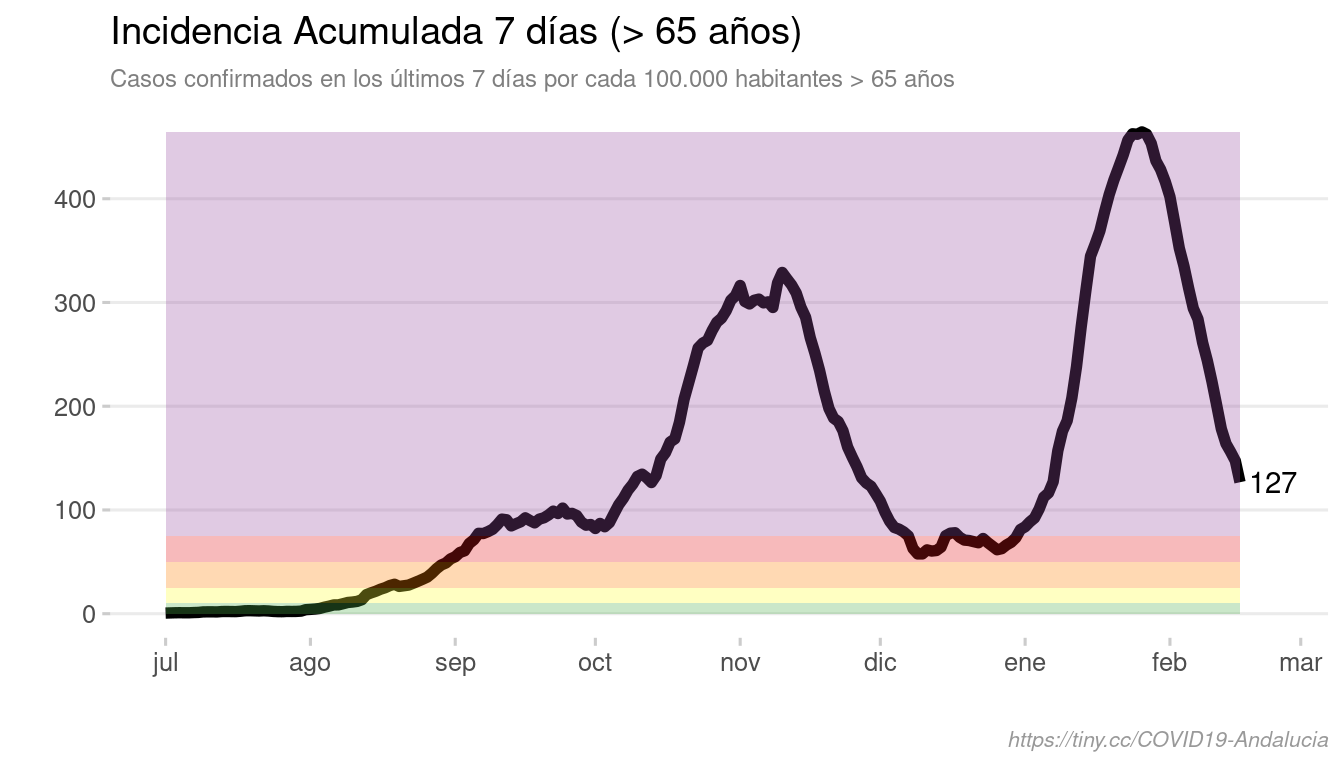 Incidencia Acumulada 7 días (> 65 años)
Casos confirmados en los últimos 7 días por cada 100.000 habitantes > 65 años
400
300
200
100
0
127
jul ago sep oct nov dic ene feb mar
https://tiny.cc/COVID19-Andalucia